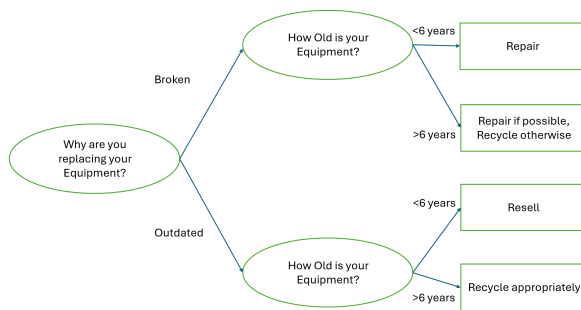 How Old is your
Equipment?
<6 years
Repair
Broken
>6 years
Repair if possible,
Recycle otherwise
Why are you
replacing your
Equipment?
Outdated
<6 years
Resell
How Old is your
Equipment?
>6 years
Recycle appropriately